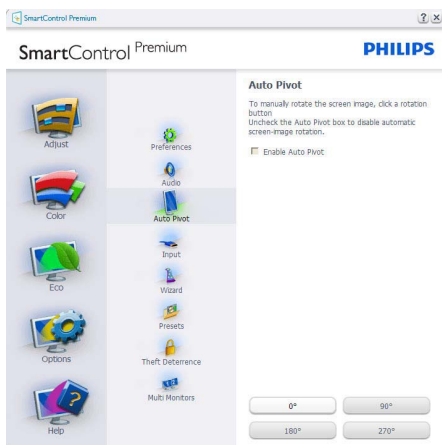 SmartControl Premium
SmartControl Premium
PHILIPS
Adjust
Color
Eco
Options
Help
Preferences
Audio
Auto Pivot
Input
Wizard
Presets
Theft Deterrence
Multi Monitors
Auto Pivot
To manually rotate the screen image, click a rotation
button
Uncheck the Auto Pivot box to disable automatic
screen-image rotation.
Enable Auto Pivot
0°
90°
180°
270°